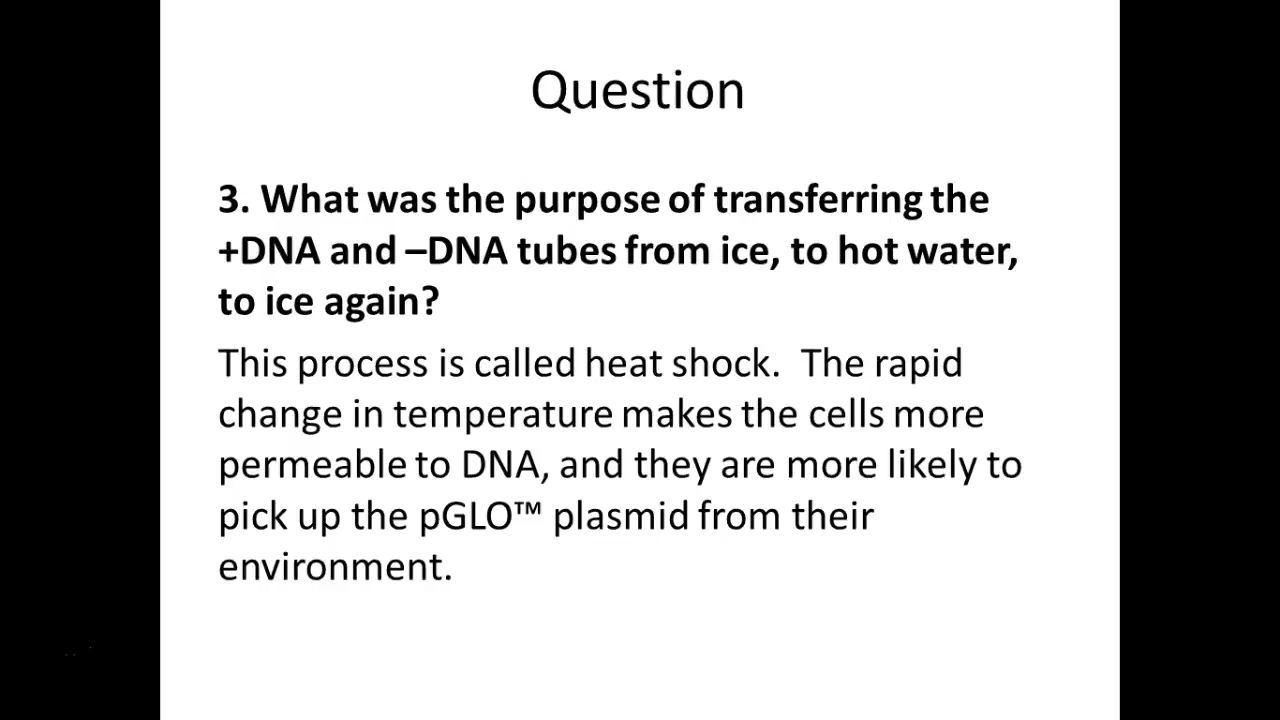 Question
3. What was the purpose of transferring the
+DNA and –DNA tubes from ice, to hot water,
to ice again?
This process is called heat shock.  The rapid
change in temperature makes the cells more
permeable to DNA, and they are more likely to
pick up the pGLO™ plasmid from their
environment.